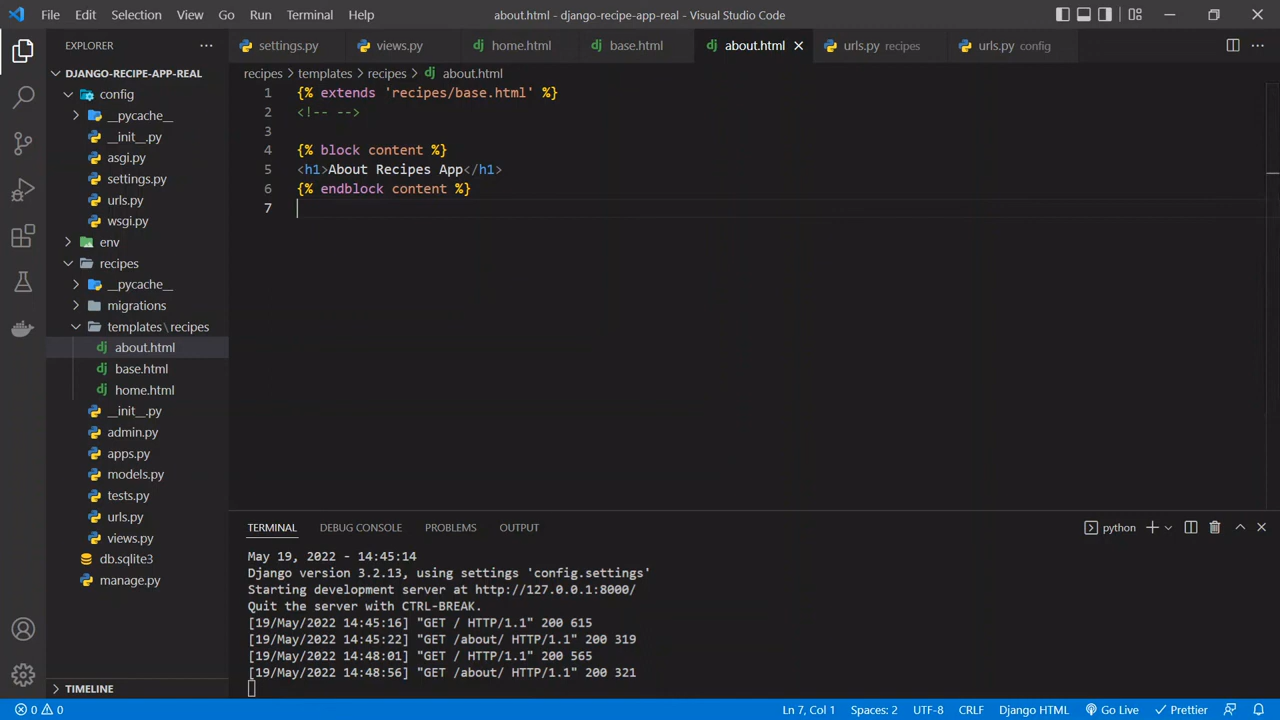 File Edit Selection View Go Run Terminal Help
about.html - django-recipe-app-real - Visual Studio Code
EXPLORER
DJANGO-RECIPE-APP-REAL
config
__pycache__
__init__.py
asgi.py
settings.py
urls.py
wsgi.py
env
recipes
__pycache__
migrations
templates\recipes
about.html
base.html
home.html
__init__.py
admin.py
apps.py
models.py
tests.py
urls.py
views.py
db.sqlite3
manage.py
TIMELINE
settings.py views.py home.html base.html about.html urls.py recipes urls.py config
recipes > templates > recipes > about.html
1 {% extends 'recipes/base.html' %}
2 <!-- -->
3
4 {% block content %}
5 <h1>About Recipes App</h1>
6 {% endblock content %}
7
TERMINAL DEBUG CONSOLE PROBLEMS OUTPUT
python
May 19, 2022 - 14:45:14
Django version 3.2.13, using settings 'config.settings'
Starting development server at http://127.0.0.1:8000/
Quit the server with CTRL-BREAK.
[19/May/2022 14:45:16] "GET / HTTP/1.1" 200 615
[19/May/2022 14:45:22] "GET /about/ HTTP/1.1" 200 319
[19/May/2022 14:48:01] "GET / HTTP/1.1" 200 565
[19/May/2022 14:48:56] "GET /about/ HTTP/1.1" 200 321
0 0 Ln 7, Col 1 Spaces: 2 UTF-8 CRLF Django HTML Go Live Prettier